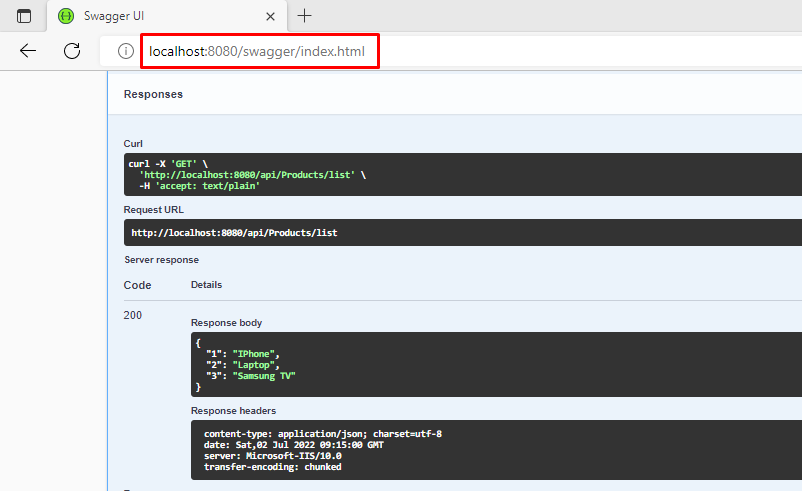 Swagger UI
localhost:8080/swagger/index.html
Responses
Curl
curl -X 'GET' \
'http://localhost:8080/api/Products/list' \
-H 'accept: text/plain'
Request URL
http://localhost:8080/api/Products/list
Server response
Code Details
200
Response body
{
"1": "IPhone",
"2": "Laptop",
"3": "Samsung TV"
}
Response headers
content-type: application/json; charset=utf-8
date: Sat,02 Jul 2022 09:15:00 GMT
server: Microsoft-IIS/10.0
transfer-encoding: chunked